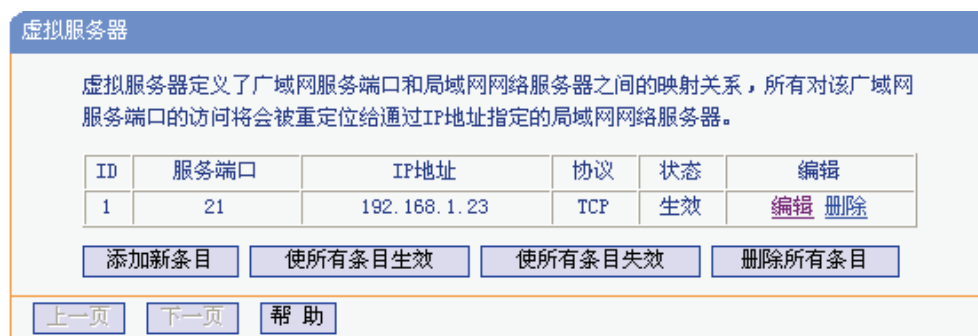 虚拟服务器
虚拟服务器定义了广域网服务端口和局域网网络服务器之间的映射关系，所有对该广域网
服务端口的访问将会被重定位给通过IP地址指定的局域网网络服务器。
ID 服务端口 IP地址 协议 状态 编辑
1 21 192.168.1.23 TCP 生效 编辑 删除
添加新条目 使所有条目生效 使所有条目失效 删除所有条目
上一页 下一页 帮 助